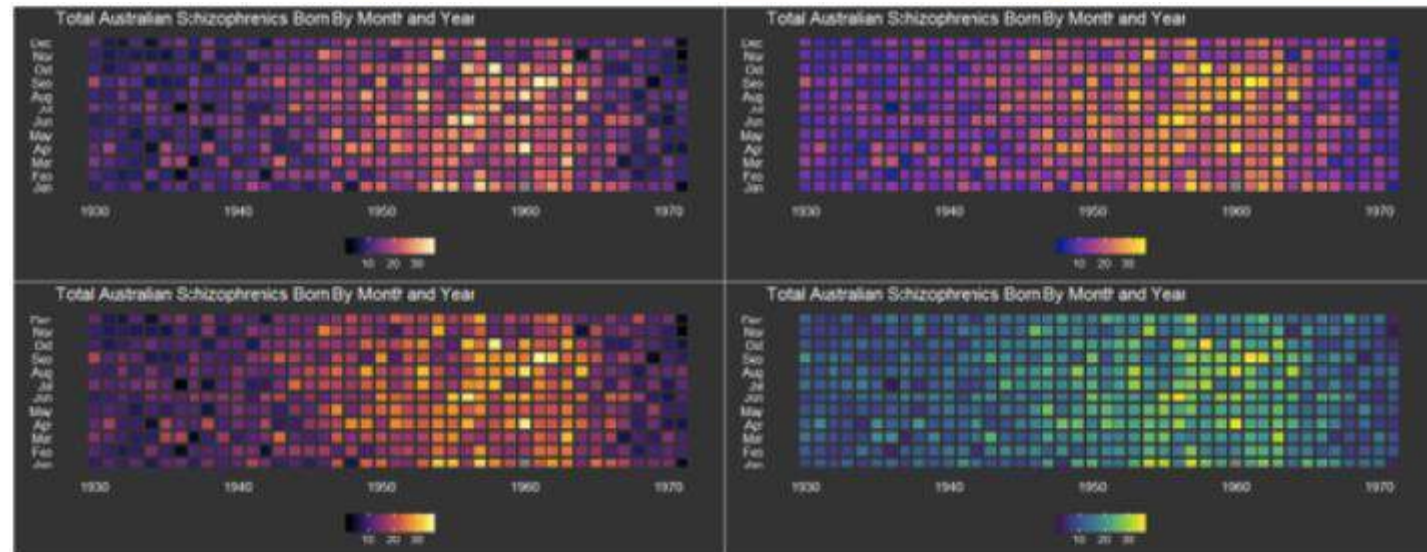 Total Australian Schizophrenics Born By Month and Year
Dec
Nov
Oct
Sep
Aug
Jul
Jun
May
Apr
Mar
Feb
Jan
1930 1940 1950 1960 1970
10 20 30
Total Australian Schizophrenics Born By Month and Year
Dec
Nov
Oct
Sep
Aug
Jul
Jun
May
Apr
Mar
Feb
Jan
1930 1940 1950 1960 1970
10 20 30
Total Australian Schizophrenics Born By Month and Year
Dec
Nov
Oct
Sep
Aug
Jul
Jun
May
Apr
Mar
Feb
Jan
1930 1940 1950 1960 1970
10 20 30
Total Australian Schizophrenics Born By Month and Year
Dec
Nov
Oct
Sep
Aug
Jul
Jun
May
Apr
Mar
Feb
Jan
1930 1940 1950 1960 1970
10 20 30